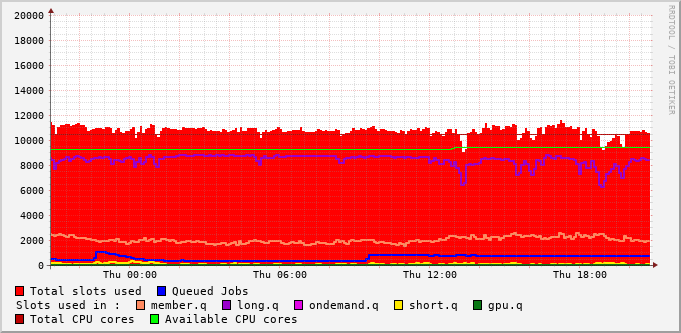 RRDTOOL / TOBI OETIKER
20000
18000
16000
14000
12000
10000
8000
6000
4000
2000
0
Thu 00:00 Thu 06:00 Thu 12:00 Thu 18:00
Total slots used Queued Jobs
Slots used in : member.q long.q ondemand.q short.q gpu.q
Total CPU cores Available CPU cores